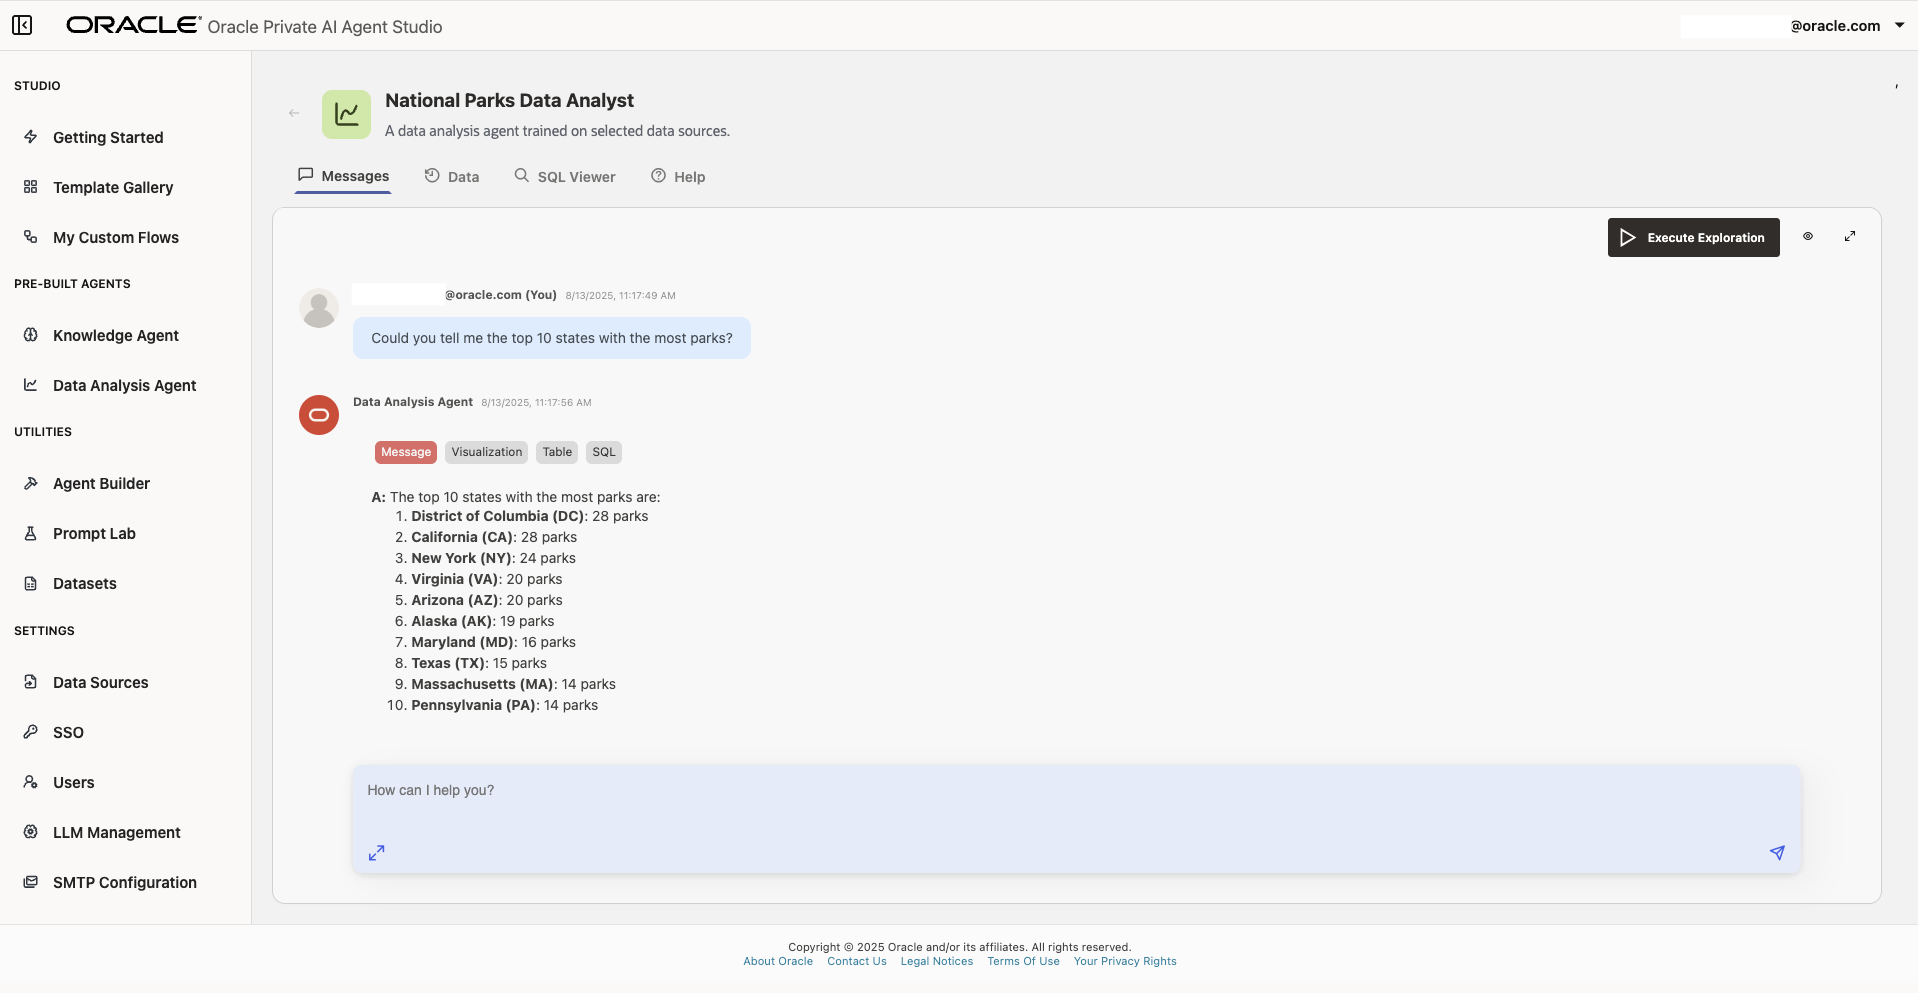 ORACLE® Oracle Private AI Agent Studio
@oracle.com
STUDIO
Getting Started
Template Gallery
My Custom Flows
PRE-BUILT AGENTS
Knowledge Agent
Data Analysis Agent
UTILITIES
Agent Builder
Prompt Lab
Datasets
SETTINGS
Data Sources
SSO
Users
LLM Management
SMTP Configuration
National Parks Data Analyst
A data analysis agent trained on selected data sources.
Messages Data SQL Viewer Help
Execute Exploration
@oracle.com (You) 8/13/2025, 11:17:49 AM
Could you tell me the top 10 states with the most parks?
Data Analysis Agent 8/13/2025, 11:17:56 AM
Message Visualization Table SQL
A: The top 10 states with the most parks are:
1. District of Columbia (DC): 28 parks
2. California (CA): 28 parks
3. New York (NY): 24 parks
4. Virginia (VA): 20 parks
5. Arizona (AZ): 20 parks
6. Alaska (AK): 19 parks
7. Maryland (MD): 16 parks
8. Texas (TX): 15 parks
9. Massachusetts (MA): 14 parks
10. Pennsylvania (PA): 14 parks
How can I help you?
Copyright © 2025 Oracle and/or its affiliates. All rights reserved.
About Oracle Contact Us Legal Notices Terms Of Use Your Privacy Rights